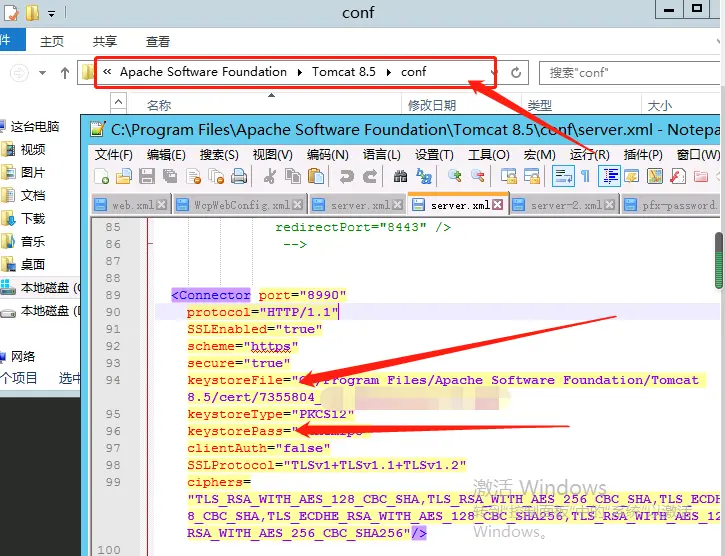 conf
件 主页 共享 查看
« Apache Software Foundation Tomcat 8.5 conf
搜索"conf"
名称 修改日期 类型 大小
这台电脑
视频
图片
文档
下载
音乐
桌面
本地磁盘 (
本地磁盘 (
网络
个项目 选中
C:\Program Files\Apache Software Foundation\Tomcat 8.5\conf\server.xml - Notepa
文件(F) 编辑(E) 搜索(S) 视图(V) 编码(N) 语言(L) 设置(T) 工具(O) 宏(M) 运行(R) 插件(P) 窗口(W)
web.xml WcpWebConfig.xml server.xml server.xml server-2.xml pfx-password.
85 redirectPort="8443" />
86 -->
87
88
89 <Connector port="8990"
90 protocol="HTTP/1.1"
91 SSLEnabled="true"
92 scheme="https"
93 secure="true"
94 keystoreFile=" /Program Files/Apache Software Foundation/Tomcat
8.5/cert/7355804_
95 keystoreType="PKCS12"
96 keystorePass="
97 clientAuth="false"
98 SSLProtocol="TLSv1+TLSv1.1+TLSv1.2"
99 ciphers=
"TLS_RSA_WITH_AES_128_CBC_SHA,TLS_RSA_WITH_AES_256_CBC_SHA,TLS_ECD
8_CBC_SHA,TLS_ECDHE_RSA_WITH_AES_128_CBC_SHA256,TLS_RSA_WITH_AES_12
RSA_WITH_AES_256_CBC_SHA256"/>
100
激活 Windows
转到"控制面板"中的"系统"以激活
Windows。